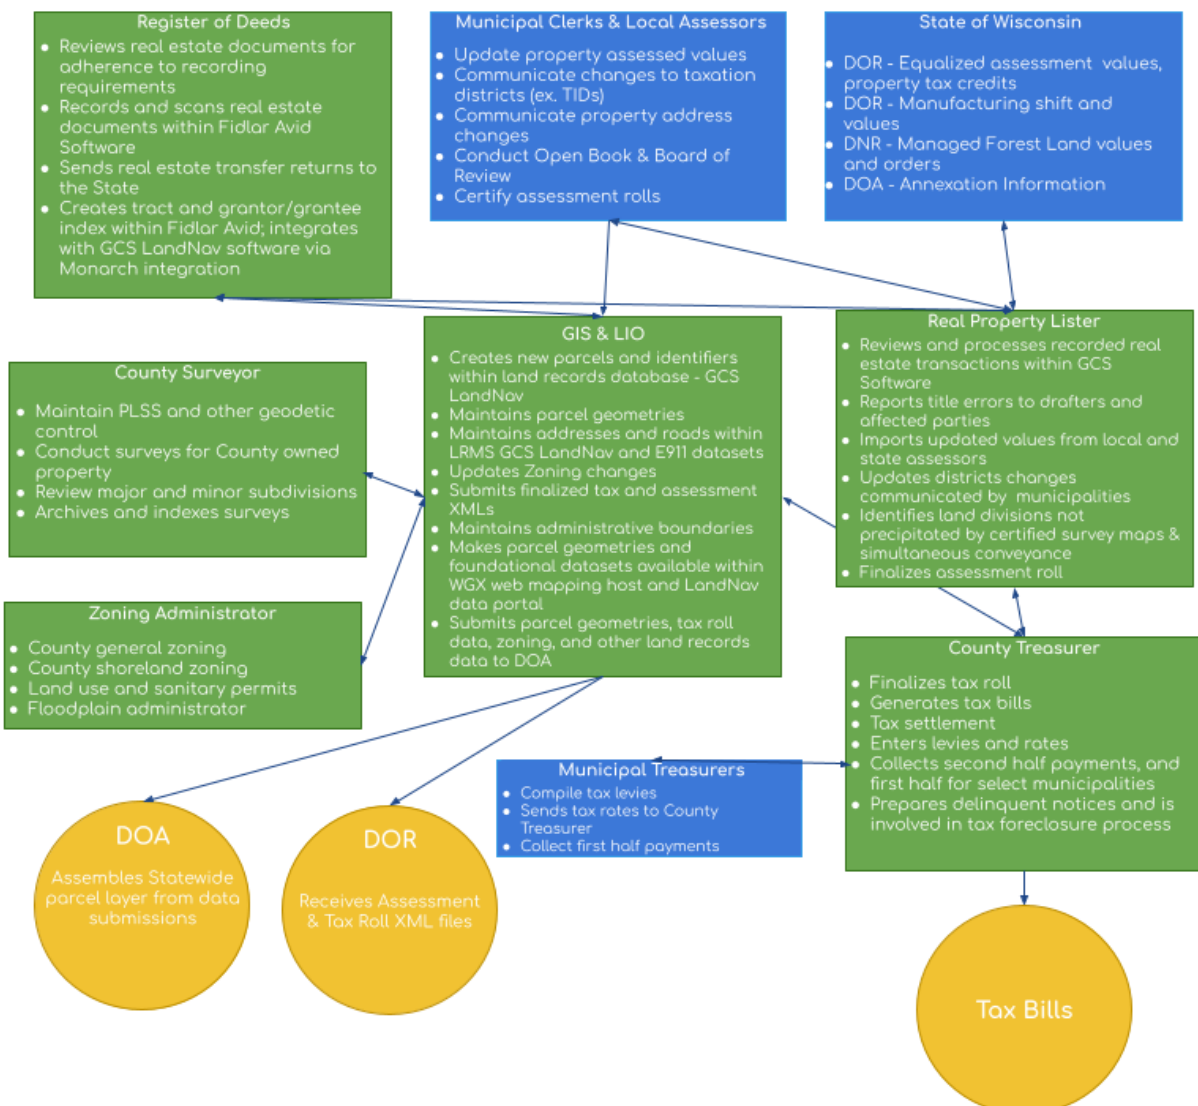 Register of Deeds
● Reviews real estate documents for
adherence to recording
requirements
● Records and scans real estate
documents within Fidlar Avid
Software
● Sends real estate transfer returns to
the State
● Creates tract and grantor/grantee
index within Fidlar Avid; integrates
with GCS LandNav software via
Monarch integration
Municipal Clerks & Local Assessors
● Update property assessed values
● Communicate changes to taxation
districts (ex. TIDs)
● Communicate property address
changes
● Conduct Open Book & Board of
Review
● Certify assessment rolls
State of Wisconsin
● DOR - Equalized assessment values,
property tax credits
● DOR - Manufacturing shift and
values
● DNR - Managed Forest Land values
and orders
● DOA - Annexation Information
County Surveyor
● Maintain PLSS and other geodetic
control
● Conduct surveys for County owned
property
● Review major and minor subdivisions
● Archives and indexes surveys
GIS & LIO
● Creates new parcels and identifiers
within land records database - GCS
LandNav
● Maintains parcel geometries
● Maintains addresses and roads within
LRMS GCS LandNav and E911 datasets
● Updates Zoning changes
● Submits finalized tax and assessment
XMLs
● Maintains administrative boundaries
● Makes parcel geometries and
foundational datasets available within
WGX web mapping host and LandNav
data portal
● Submits parcel geometries, tax roll
data, zoning, and other land records
data to DOA
Real Property Lister
● Reviews and processes recorded real
estate transactions within GCS
Software
● Reports title errors to drafters and
affected parties
● Imports updated values from local and
state assessors
● Updates districts changes
communicated by municipalities
● Identifies land divisions not
precipitated by certified survey maps &
simultaneous conveyance
● Finalizes assessment roll
Zoning Administrator
● County general zoning
● County shoreland zoning
● Land use and sanitary permits
● Floodplain administrator
County Treasurer
● Finalizes tax roll
● Generates tax bills
● Tax settlement
● Enters levies and rates
● Collects second half payments, and
first half for select municipalities
● Prepares delinquent notices and is
involved in tax foreclosure process
Municipal Treasurers
● Compile tax levies
● Sends tax rates to County
Treasurer
● Collect first half payments
DOA
Assembles Statewide
parcel layer from data
submissions
DOR
Receives Assessment
& Tax Roll XML files
Tax Bills